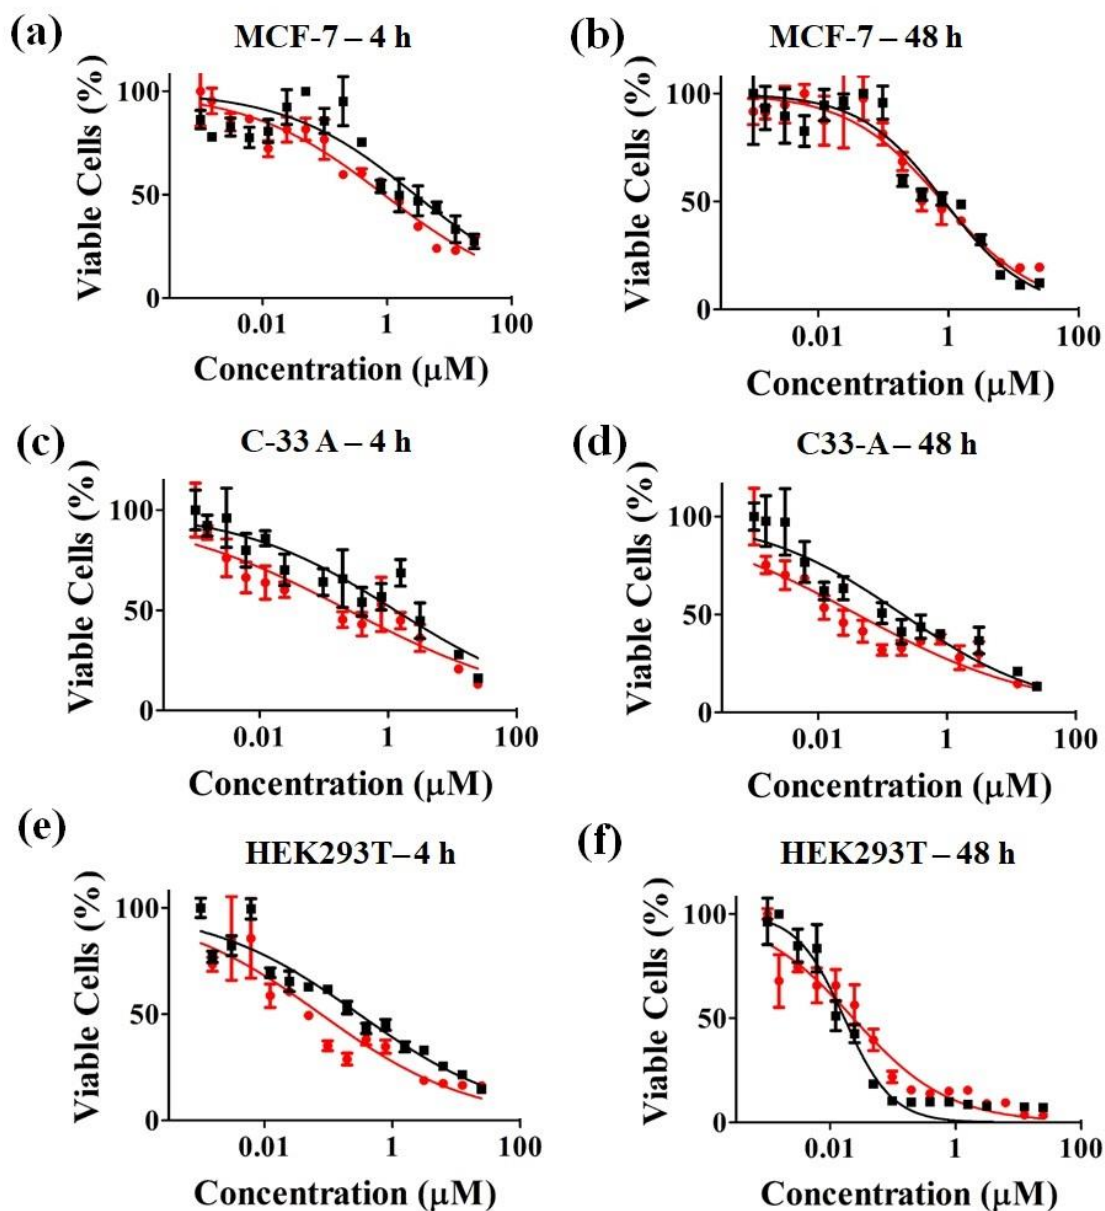 (a)
MCF-7 – 4 h
Viable Cells (%)
100
50
0
0.01 1 100
Concentration (μM)
(b)
MCF-7 – 48 h
Viable Cells (%)
100
50
0
0.01 1 100
Concentration (μM)
(c)
C-33 A – 4 h
Viable Cells (%)
100
50
0
0.01 1 100
Concentration (μM)
(d)
C33-A – 48 h
Viable Cells (%)
100
50
0
0.01 1 100
Concentration (μM)
(e)
HEK293T – 4 h
Viable Cells (%)
100
50
0
0.01 1 100
Concentration (μM)
(f)
HEK293T – 48 h
Viable Cells (%)
100
50
0
0.01 1 100
Concentration (μM)